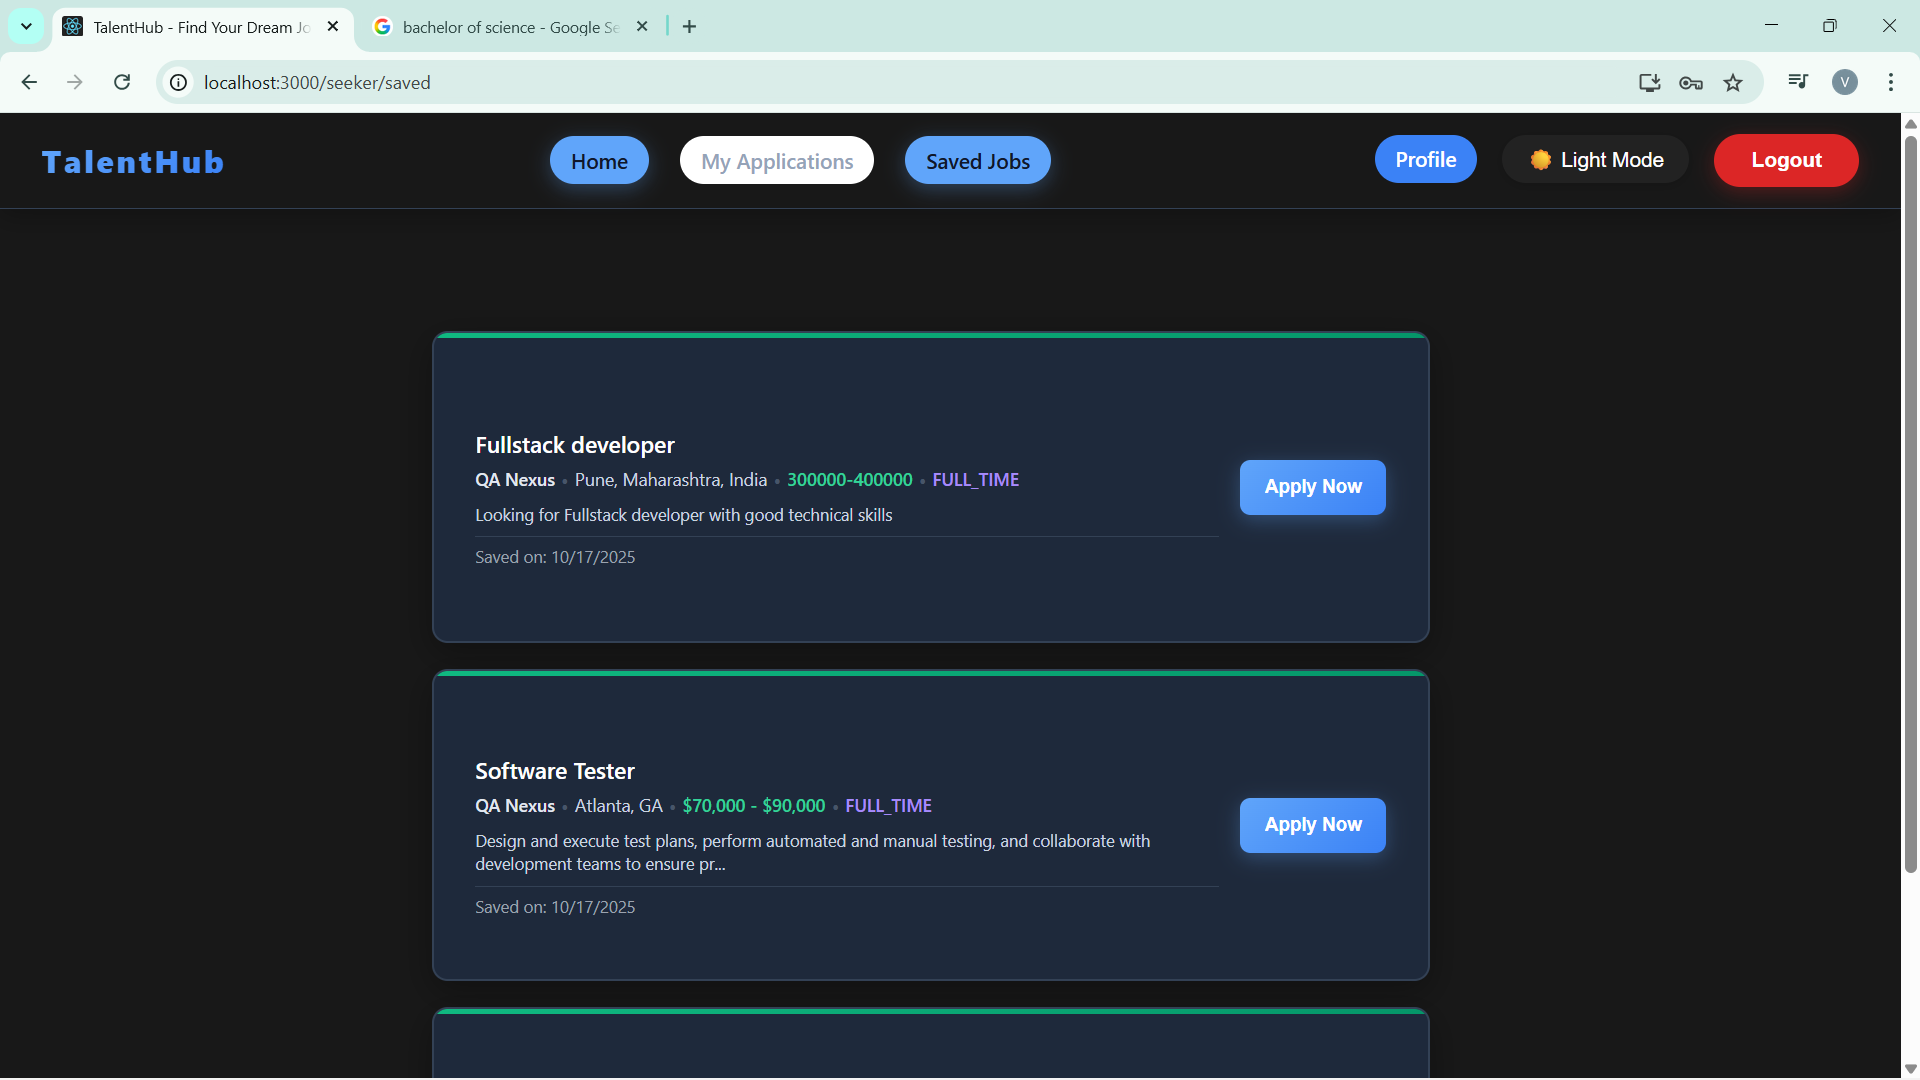 TalentHub - Find Your Dream Jo
bachelor of science - Google Se
localhost:3000/seeker/saved
V
TalentHub
Home
My Applications
Saved Jobs
Profile
Light Mode
Logout
Fullstack developer
QA Nexus • Pune, Maharashtra, India • 300000-400000 • FULL_TIME
Looking for Fullstack developer with good technical skills
Saved on: 10/17/2025
Apply Now
Software Tester
QA Nexus • Atlanta, GA • $70,000 - $90,000 • FULL_TIME
Design and execute test plans, perform automated and manual testing, and collaborate with
development teams to ensure pr...
Saved on: 10/17/2025
Apply Now